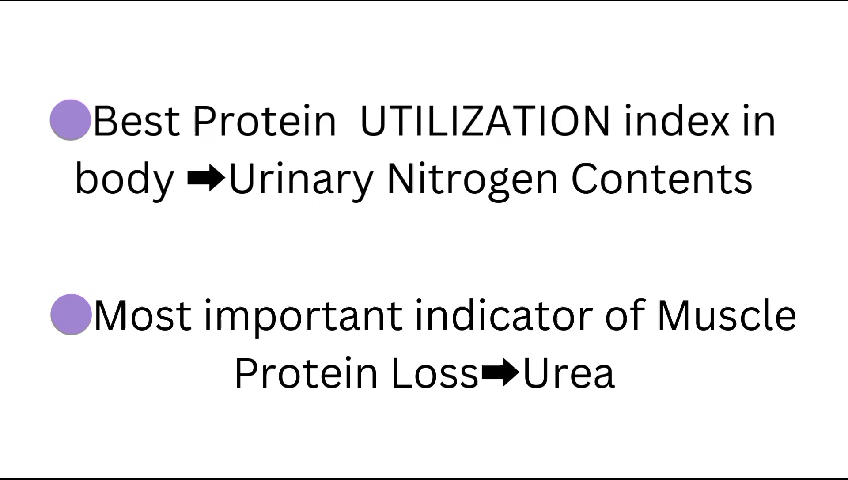 Best Protein  UTILIZATION index in
body ➡Urinary Nitrogen Contents
Most important indicator of Muscle
Protein Loss➡Urea